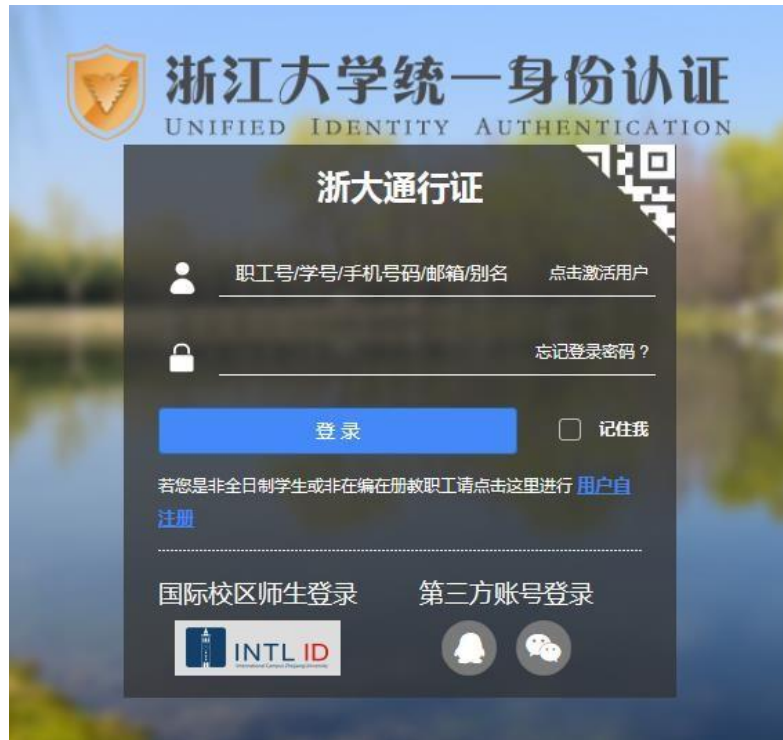 浙江大学统一身份认证
UNIFIED IDENTITY AUTHENTICATION
浙大通行证
职工号/学号/手机号码/邮箱/别名 点击激活用户
忘记登录密码？
登 录 记住我
若您是非全日制学生或非在编在册教职工请点击这里进行 用户自
注册
国际校区师生登录 第三方账号登录
INTL ID
International Campus Zhejiang University